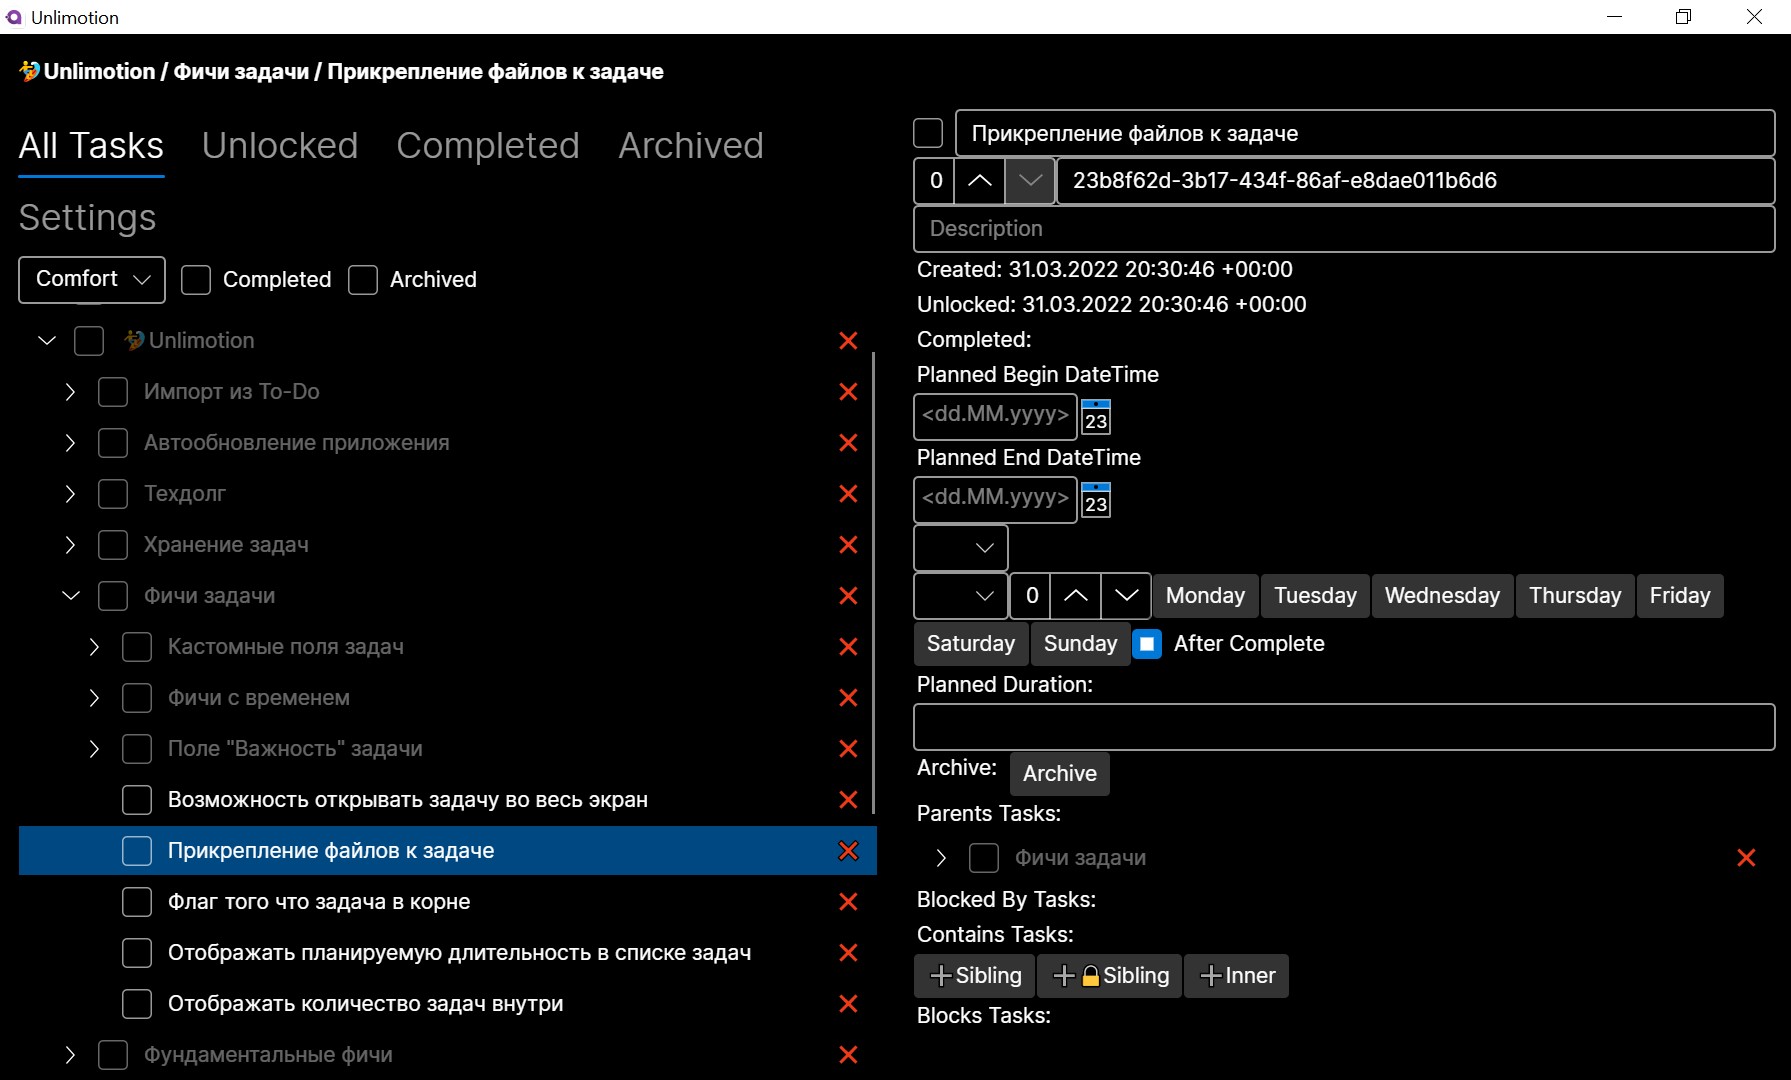 Unlimotion
Unlimotion / Фичи задачи / Прикрепление файлов к задаче
All Tasks Unlocked Completed Archived
Settings
Comfort Completed Archived
Unlimotion
Импорт из To-Do
Автообновление приложения
Техдолг
Хранение задач
Фичи задачи
Кастомные поля задач
Фичи с временем
Поле "Важность" задачи
Возможность открывать задачу во весь экран
Прикрепление файлов к задаче
Флаг того что задача в корне
Отображать планируемую длительность в списке задач
Отображать количество задач внутри
Фундаментальные фичи
Прикрепление файлов к задаче
0 23b8f62d-3b17-434f-86af-e8dae011b6d6
Description
Created: 31.03.2022 20:30:46 +00:00
Unlocked: 31.03.2022 20:30:46 +00:00
Completed:
Planned Begin DateTime
<dd.MM.yyyy> 23
Planned End DateTime
<dd.MM.yyyy> 23
0 Monday Tuesday Wednesday Thursday Friday
Saturday Sunday After Complete
Planned Duration:
Archive: Archive
Parents Tasks:
Фичи задачи
Blocked By Tasks:
Contains Tasks:
+Sibling +🔒Sibling +Inner
Blocks Tasks: